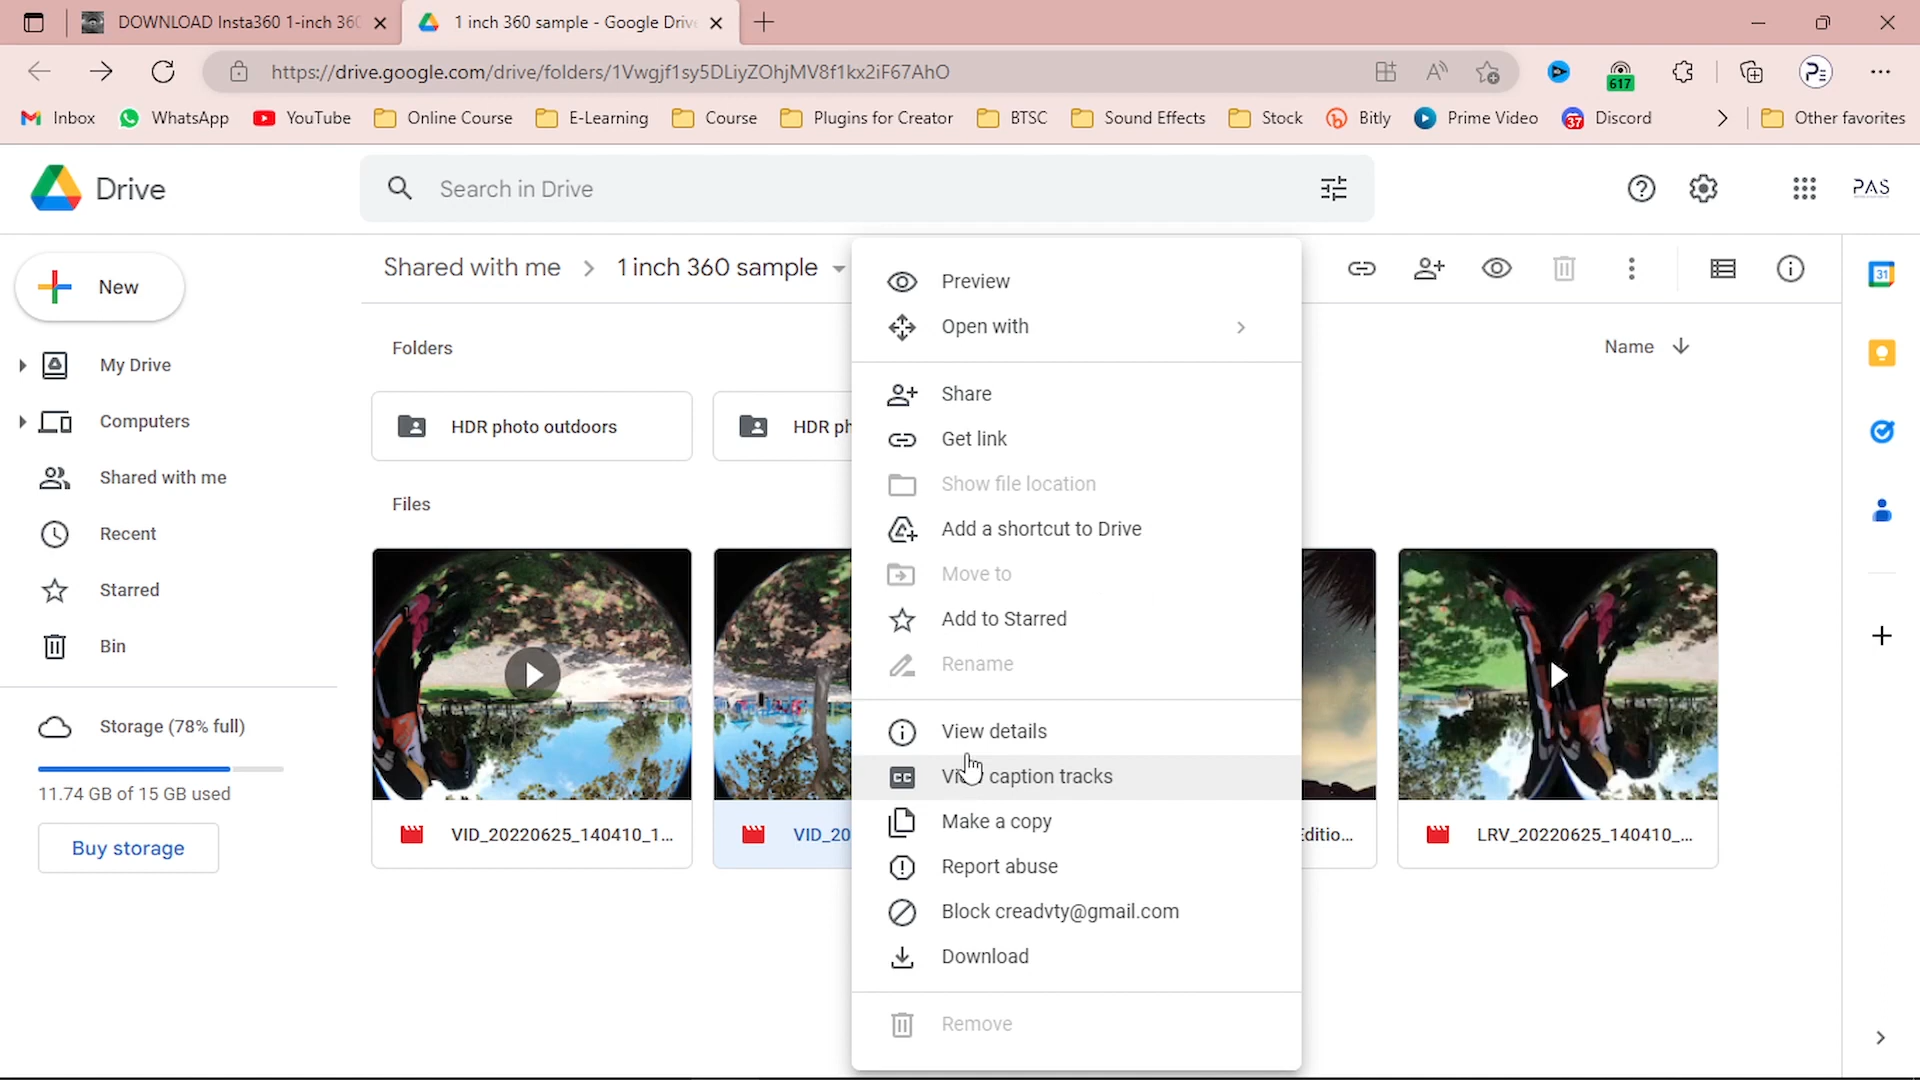 DOWNLOAD Insta360 1-inch 360
1 inch 360 sample - Google Drive
https://drive.google.com/drive/folders/1Vwgjf1sy5DLiyZOhjMV8f1kx2iF67AhO
617
Inbox
WhatsApp
YouTube
Online Course
E-Learning
Course
Plugins for Creator
BTSC
Sound Effects
Stock
Bitly
Prime Video
37
Discord
Other favorites
Drive
Search in Drive
PAS
New
Shared with me
1 inch 360 sample
31
My Drive
Computers
Shared with me
Recent
Starred
Bin
Storage (78% full)
11.74 GB of 15 GB used
Buy storage
Folders
Name
HDR photo outdoors
HDR ph
Files
VID_20220625_140410_1...
VID_20
Editio...
LRV_20220625_140410_...
Preview
Open with
Share
Get link
Show file location
Add a shortcut to Drive
Move to
Add to Starred
Rename
View details
CC
View caption tracks
Make a copy
Report abuse
Block creadvty@gmail.com
Download
Remove